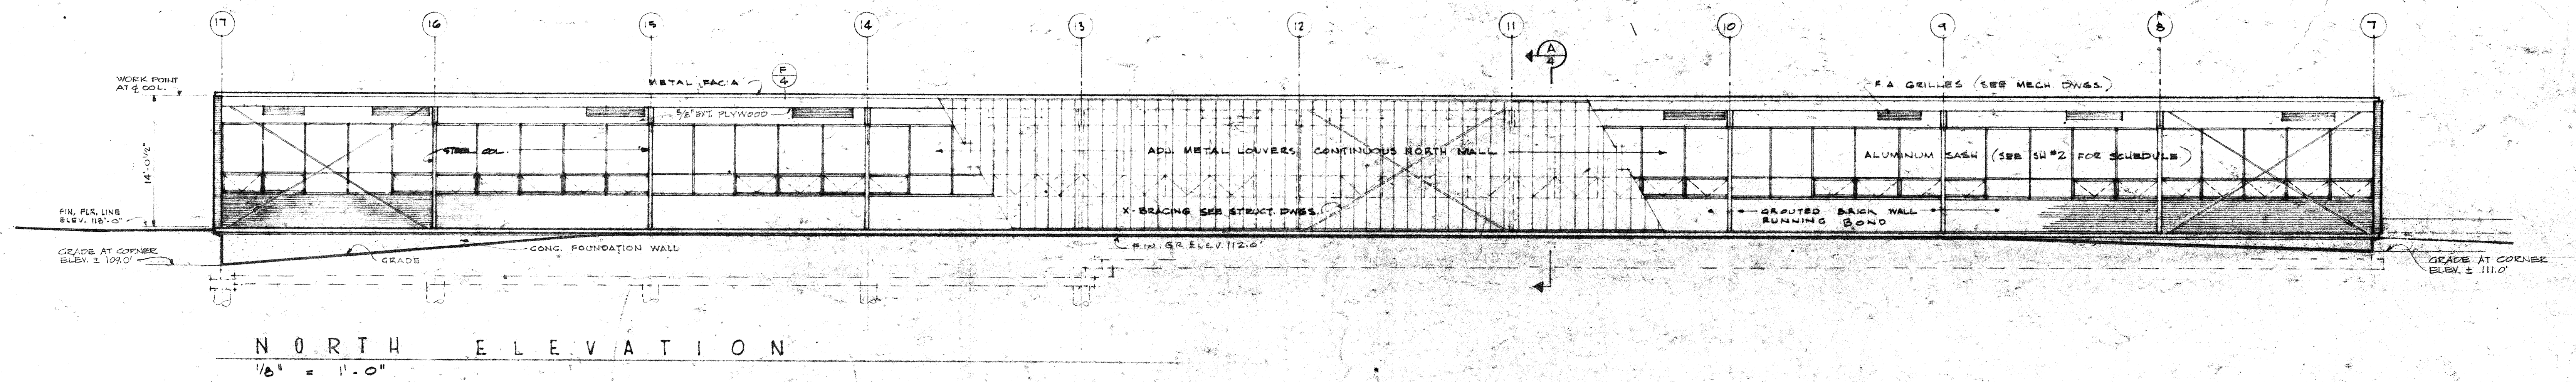 17 16 15 14 13 12 11 10 9 8 7
A
4
WORK POINT
AT ℄ COL.
METAL FACIA
F
4
F.A. GRILLES (SEE MECH. DWGS.)
5/8" EXT. PLYWOOD
14'-0 1/2"
STEEL COL.
ADJ. METAL LOUVERS CONTINUOUS NORTH WALL
ALUMINUM SASH (SEE SH #2 FOR SCHEDULE)
FIN. FLR. LINE
ELEV. 113'-0"
X-BRACING SEE STRUCT. DWGS.
GROUTED BRICK WALL
RUNNING BOND
GRADE AT CORNER
ELEV. ± 109.0'
GRADE
CONC. FOUNDATION WALL
FIN. GR. ELEV. 112.0'
GRADE AT CORNER
ELEV. ± 111.0'
NORTH ELEVATION
1/8" = 1'-0"